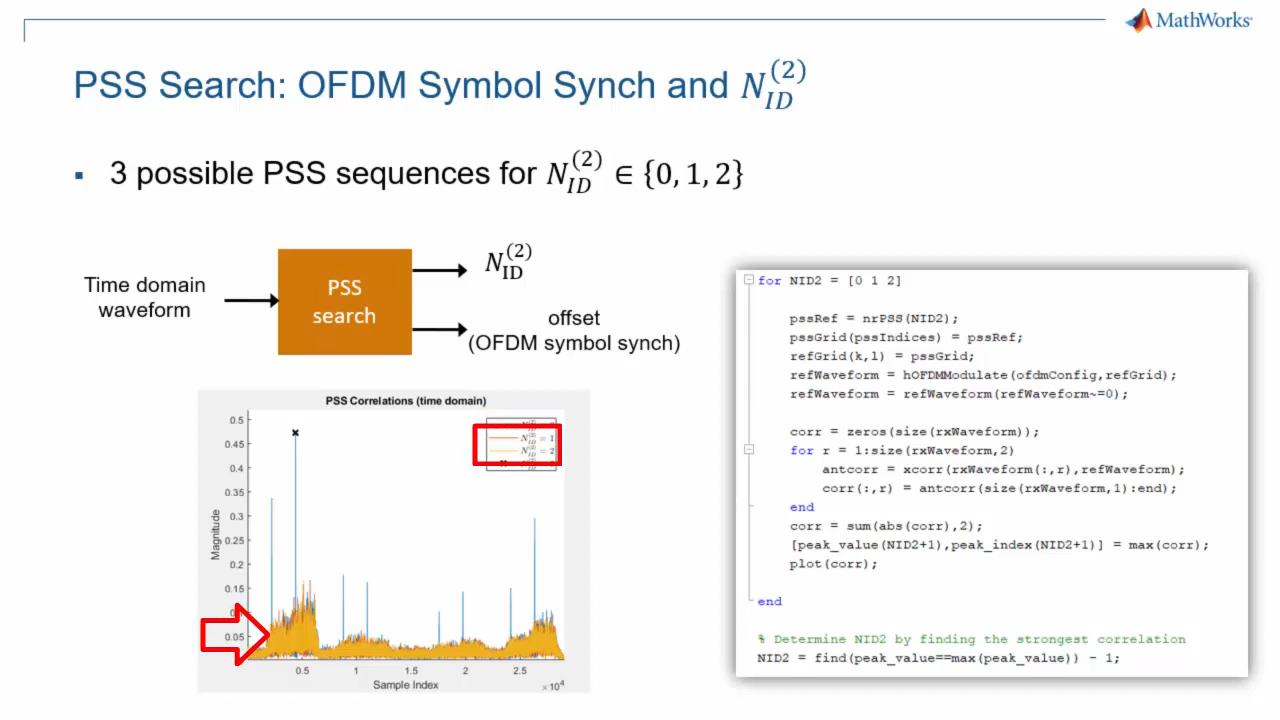 MathWorks
PSS Search: OFDM Symbol Synch and N_ID^(2)
▪ 3 possible PSS sequences for N_ID^(2) ∈ {0, 1, 2}
Time domain
waveform
PSS
search
N_ID^(2)
offset
(OFDM symbol synch)
PSS Correlations (time domain)
Magnitude
0.5
0.45
0.4
0.35
0.3
0.25
0.2
0.15
0.05
N_ID^(2) = 1
N_ID^(2) = 2
0.5
1
1.5
2
2.5
×10^4
Sample Index
for NID2 = [0 1 2]
pssRef = nrPSS(NID2);
pssGrid(pssIndices) = pssRef;
refGrid(k,l) = pssGrid;
refWaveform = hOFDMModulate(ofdmConfig,refGrid);
refWaveform = refWaveform(refWaveform~=0);
corr = zeros(size(rxWaveform));
for r = 1:size(rxWaveform,2)
antcorr = xcorr(rxWaveform(:,r),refWaveform);
corr(:,r) = antcorr(size(rxWaveform,1):end);
end
corr = sum(abs(corr),2);
[peak_value(NID2+1),peak_index(NID2+1)] = max(corr);
plot(corr);
end
% Determine NID2 by finding the strongest correlation
NID2 = find(peak_value==max(peak_value)) - 1;